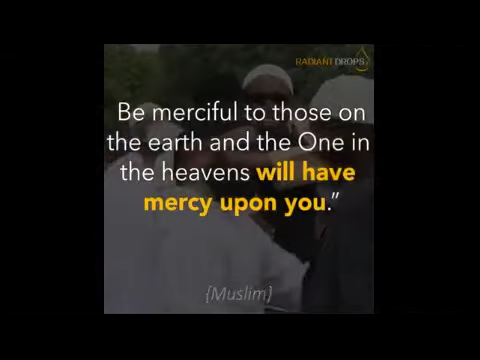 RADIANT DROPS
Be merciful to those on
the earth and the One in
the heavens will have
mercy upon you.”
{Muslim}